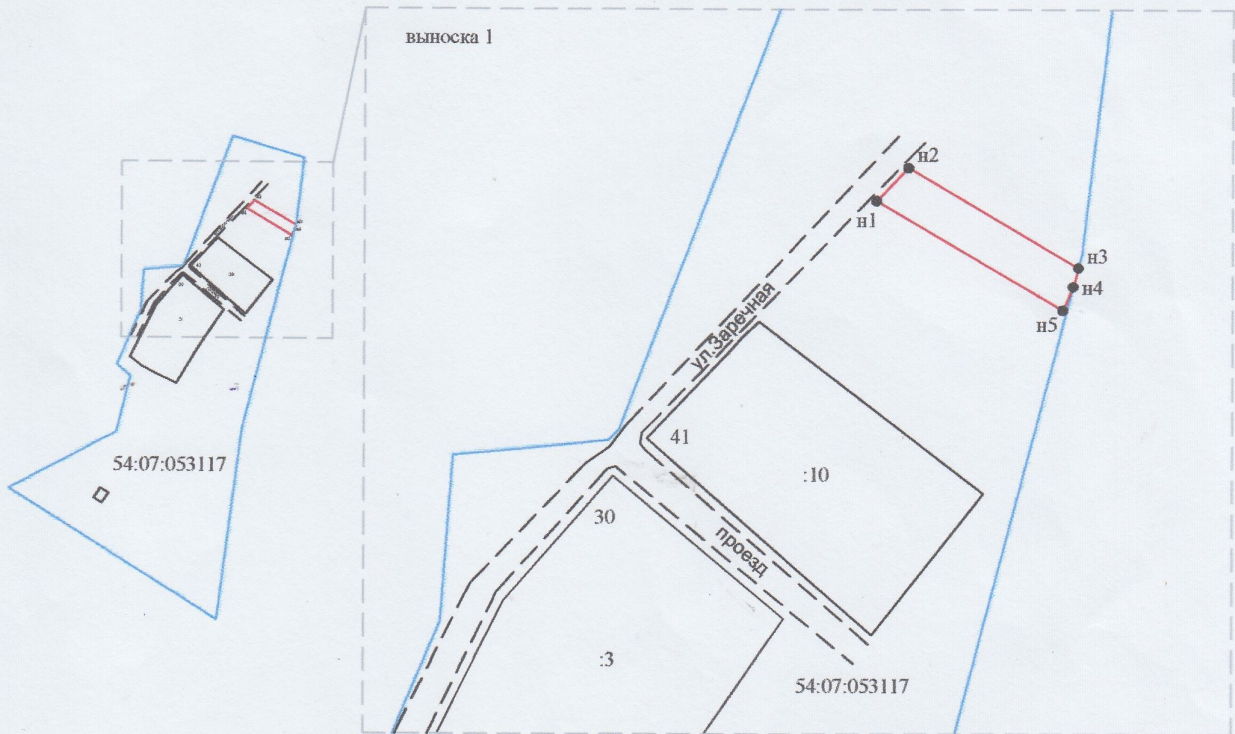 выноска 1
н2
н1
н3
н4
н5
ул.Заречная
41
:10
30
проезд
:3
54:07:053117
54:07:053117